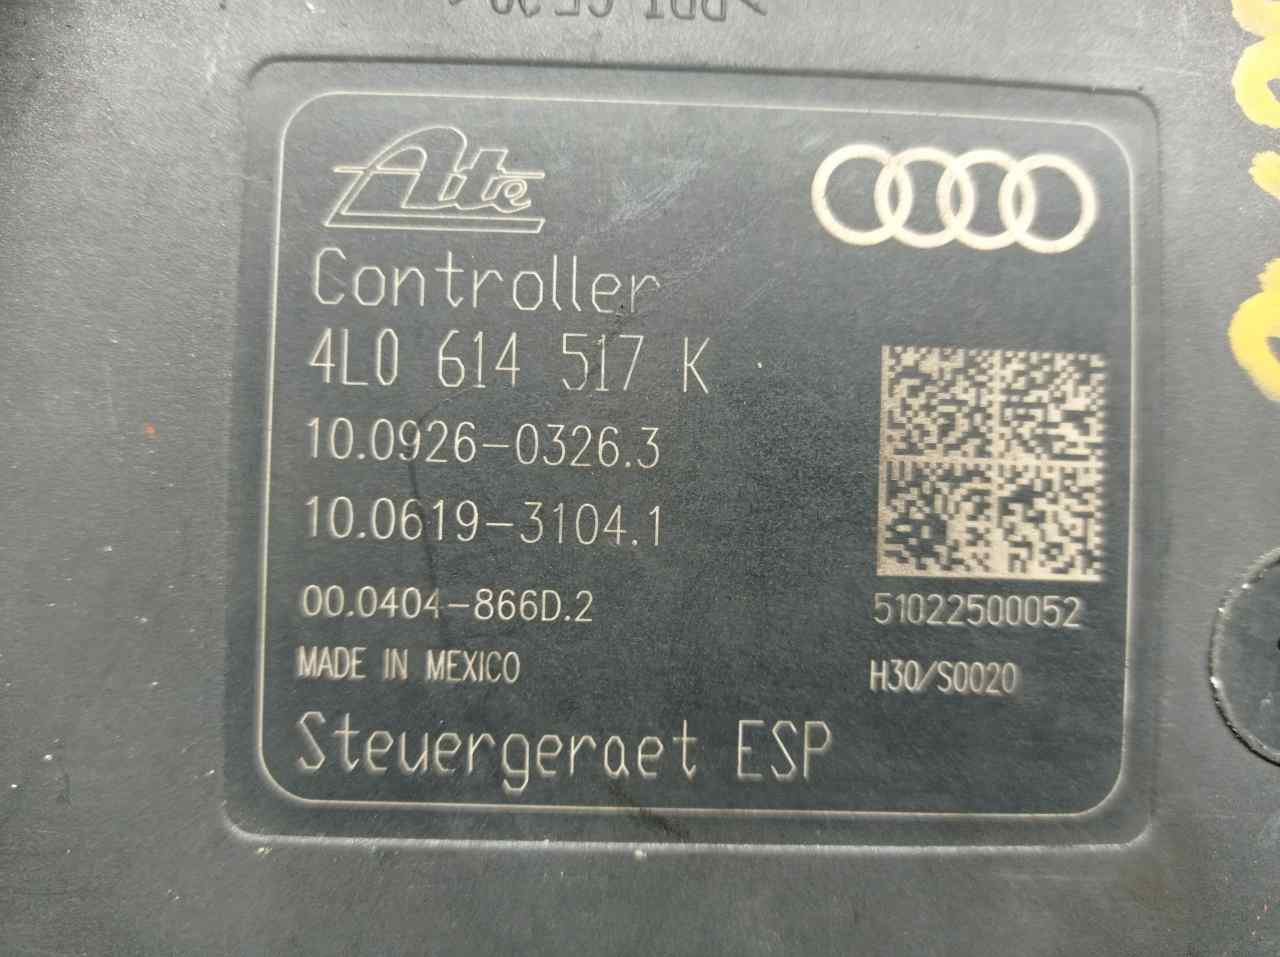 Ate
Controller
4L0 614 517 K
10.0926-0326.3
10.0619-3104.1
00.0404-866D.2
51022500052
MADE IN MEXICO
H30/S0020
Steuergeraet ESP